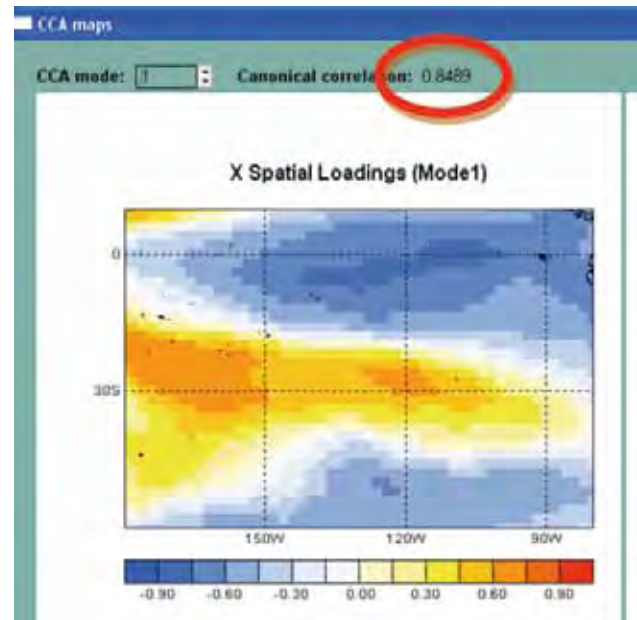 CCA maps
CCA mode: 1 Canonical correlation: 0.8489
X Spatial Loadings (Mode1)
0
30S
150W 120W 90W
-0.90 -0.60 -0.30 0.00 0.30 0.60 0.90